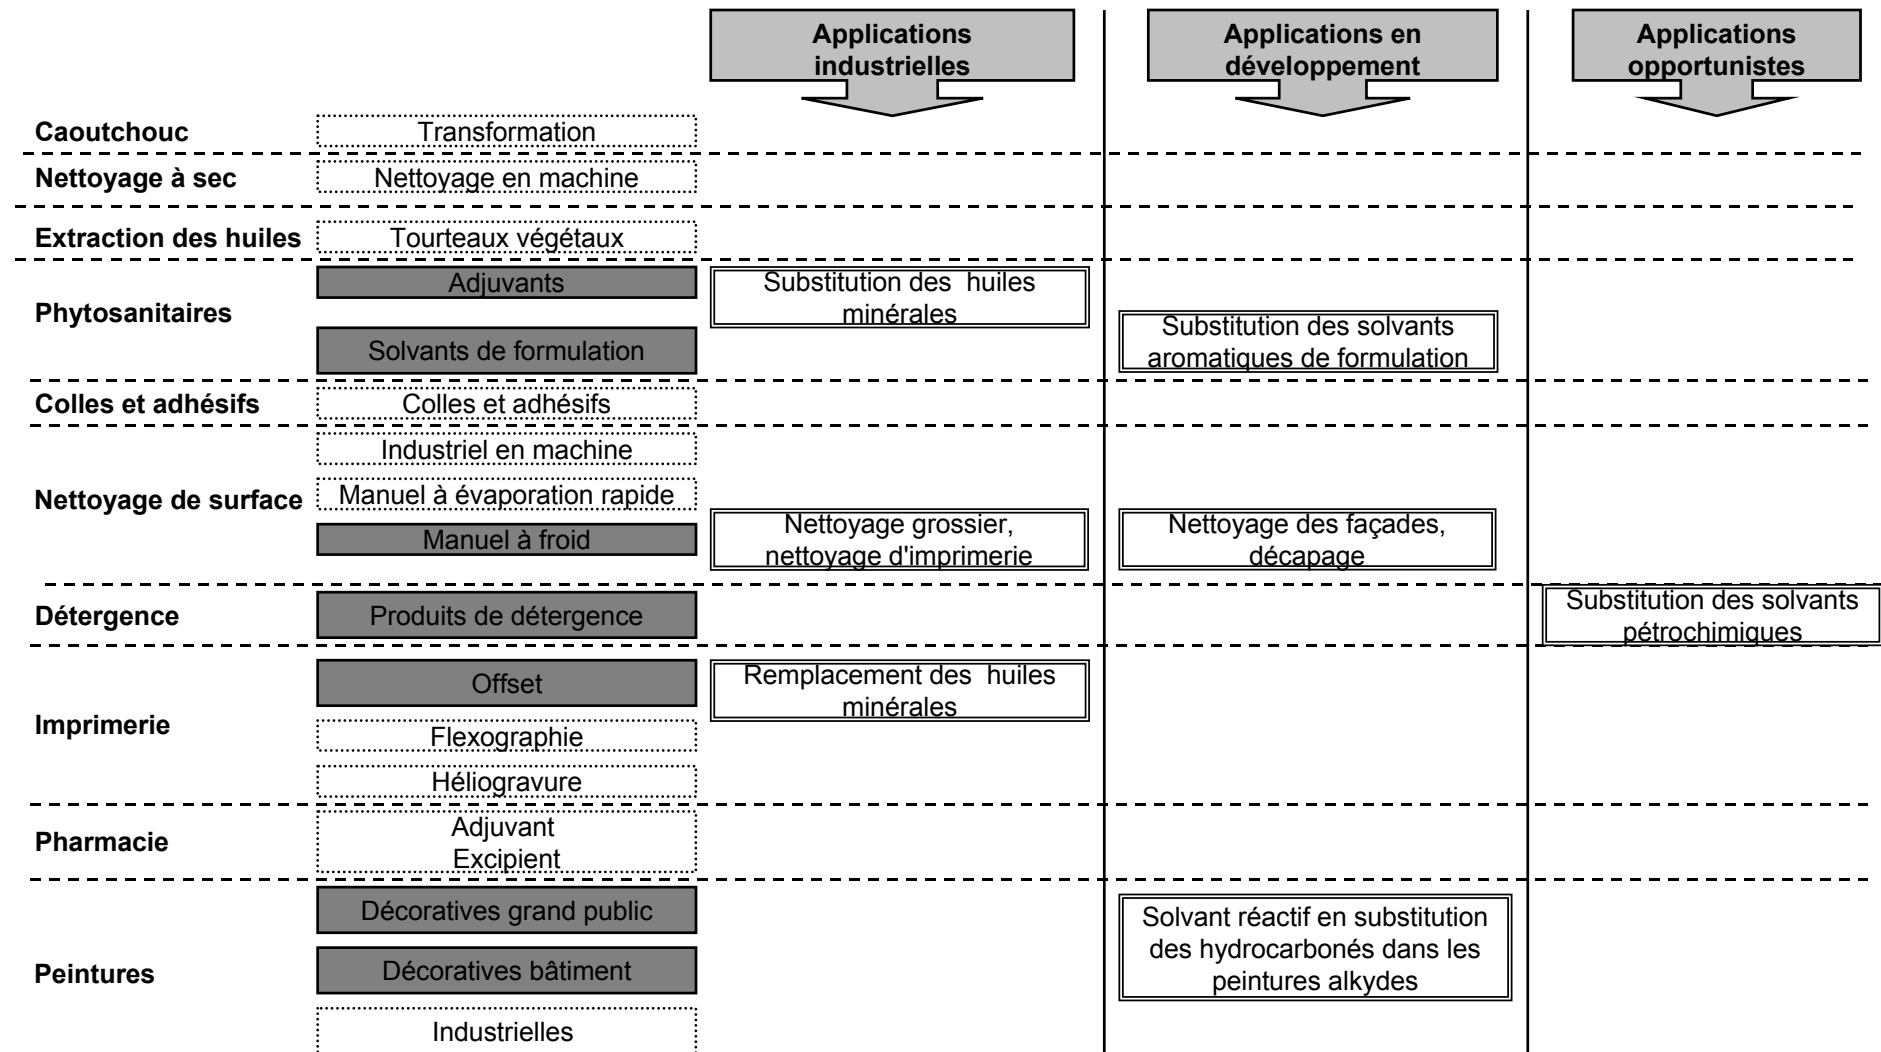 Applications
industrielles
Applications en
développement
Applications
opportunistes
Caoutchouc
Transformation
Nettoyage à sec
Nettoyage en machine
Extraction des huiles
Tourteaux végétaux
Phytosanitaires
Adjuvants
Substitution des huiles
minérales
Solvants de formulation
Substitution des solvants
aromatiques de formulation
Colles et adhésifs
Colles et adhésifs
Nettoyage de surface
Industriel en machine
Manuel à évaporation rapide
Manuel à froid
Nettoyage grossier,
nettoyage d'imprimerie
Nettoyage des façades,
décapage
Détergence
Produits de détergence
Substitution des solvants
pétrochimiques
Imprimerie
Offset
Remplacement des huiles
minérales
Flexographie
Héliogravure
Pharmacie
Adjuvant
Excipient
Peintures
Décoratives grand public
Décoratives bâtiment
Solvant réactif en substitution
des hydrocarbonés dans les
peintures alkydes
Industrielles